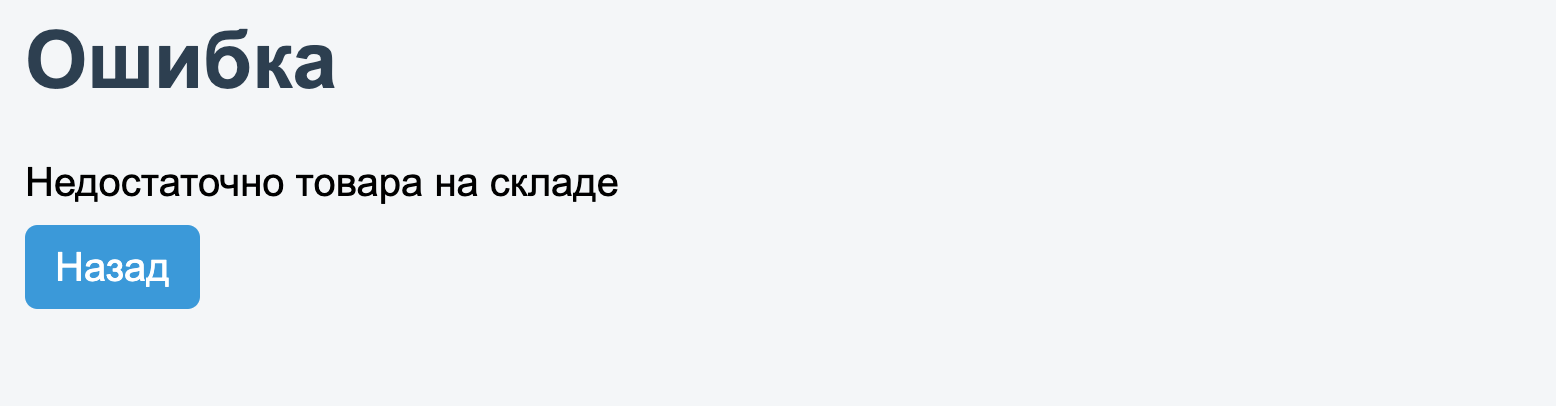 Ошибка
Недостаточно товара на складе
Назад